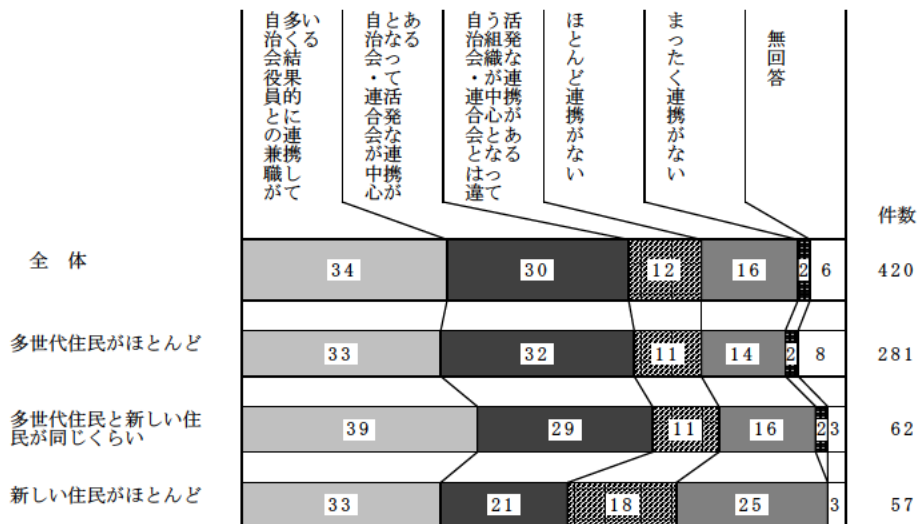 自治会役員との兼職が
多く結果的に連携して
いる
自治会・連合会が中心
となって活発な連携が
ある
自治会・連合会とは違
う組織が中心となって
活発な連携がある
ほとんど連携がない
まったく連携がない
無回答
件数
全 体
34 30 12 16 2 6 420
多世代住民がほとんど
33 32 11 14 2 8 281
多世代住民と新しい住
民が同じくらい
39 29 11 16 2 3 62
新しい住民がほとんど
33 21 18 25 3 57